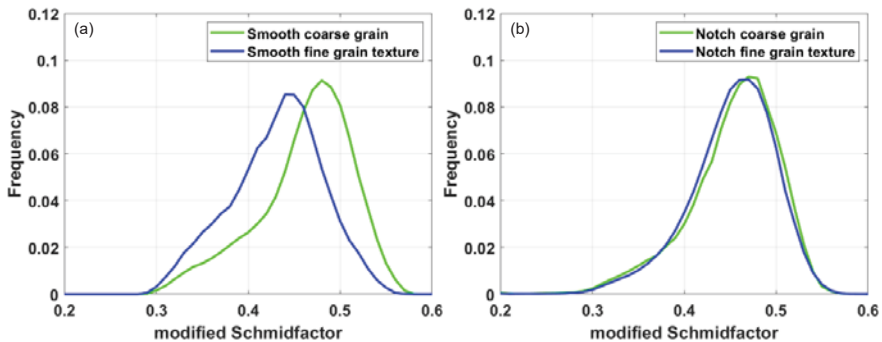 (a)
Smooth coarse grain
Smooth fine grain texture
Frequency
0.12
0.1
0.08
0.06
0.04
0.02
0
0.2
0.3
0.4
0.5
0.6
modified Schmidfactor
(b)
Notch coarse grain
Notch fine grain texture
Frequency
0.12
0.1
0.08
0.06
0.04
0.02
0
0.2
0.3
0.4
0.5
0.6
modified Schmidfactor